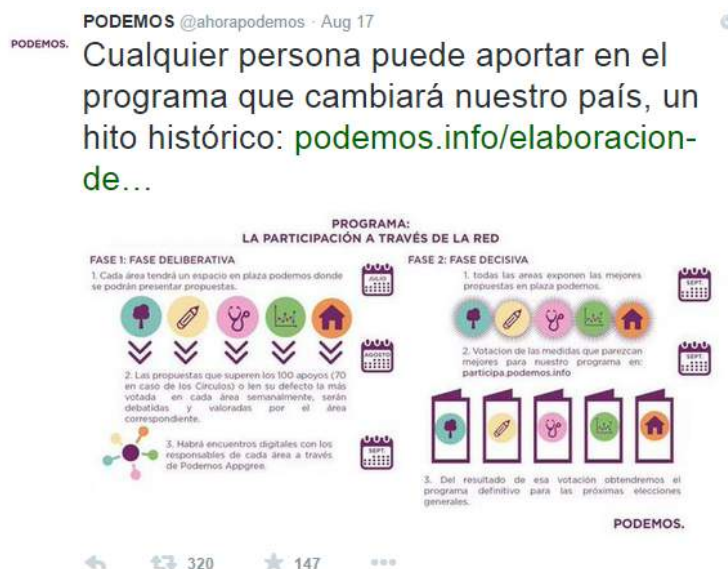 PODEMOS @ahorapodemos · Aug 17
PODEMOS.
Cualquier persona puede aportar en el
programa que cambiará nuestro país, un
hito histórico: podemos.info/elaboracion-
de…
PROGRAMA:
LA PARTICIPACIÓN A TRAVÉS DE LA RED
FASE 1: FASE DELIBERATIVA
1. Cada área tendrá un espacio en plaza podemos donde
se podrán presentar propuestas.
JULIO
AGOSTO
2. Las propuestas que superen los 100 apoyos (70
en caso de los Círculos) o (en su defecto la más
votada en cada área semanalmente, serán
debatidas y valoradas por el área
correspondiente.
3. Habrá encuentros digitales con los
responsables de cada área a través
de Podemos Appgree.
SEPT.
FASE 2: FASE DECISIVA
1. todas las areas exponen las mejores
propuestas en plaza podemos.
SEPT.
2. Votacion de las medidas que parezcan
mejores para nuestro programa en:
participa.podemos.info
SEPT.
3. Del resultado de esa votación obtendremos el
programa definitivo para las próximas elecciones
generales.
PODEMOS.
320 147